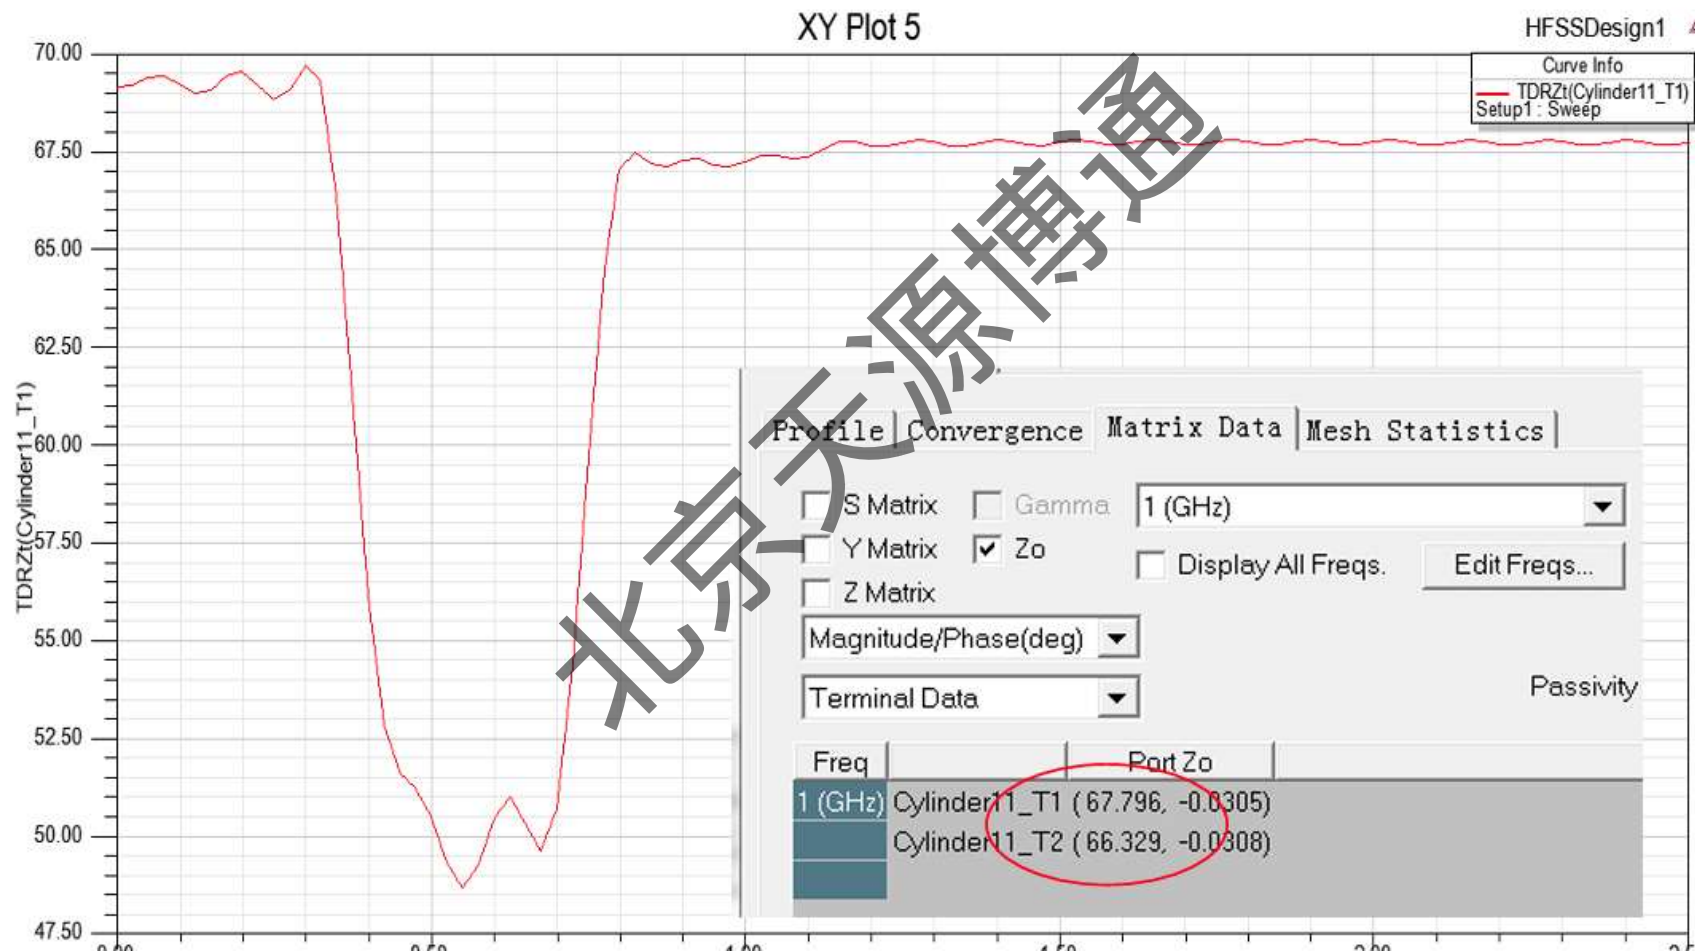 XY Plot 5
HFSSDesign1
Curve Info
TDRZt(Cylinder11_T1)
Setup1 : Sweep
70.00
67.50
65.00
62.50
60.00
57.50
55.00
52.50
50.00
47.50
TDRZt(Cylinder11_T1)
Profile Convergence Matrix Data Mesh Statistics
S Matrix Gamma 1 (GHz)
Y Matrix Zo Display All Freqs. Edit Freqs...
Z Matrix
Magnitude/Phase(deg)
Terminal Data Passivity
Freq Port Zo
1 (GHz) Cylinder11_T1 ( 67.796, -0.0305)
Cylinder11_T2 ( 66.329, -0.0308)
北京天源博通